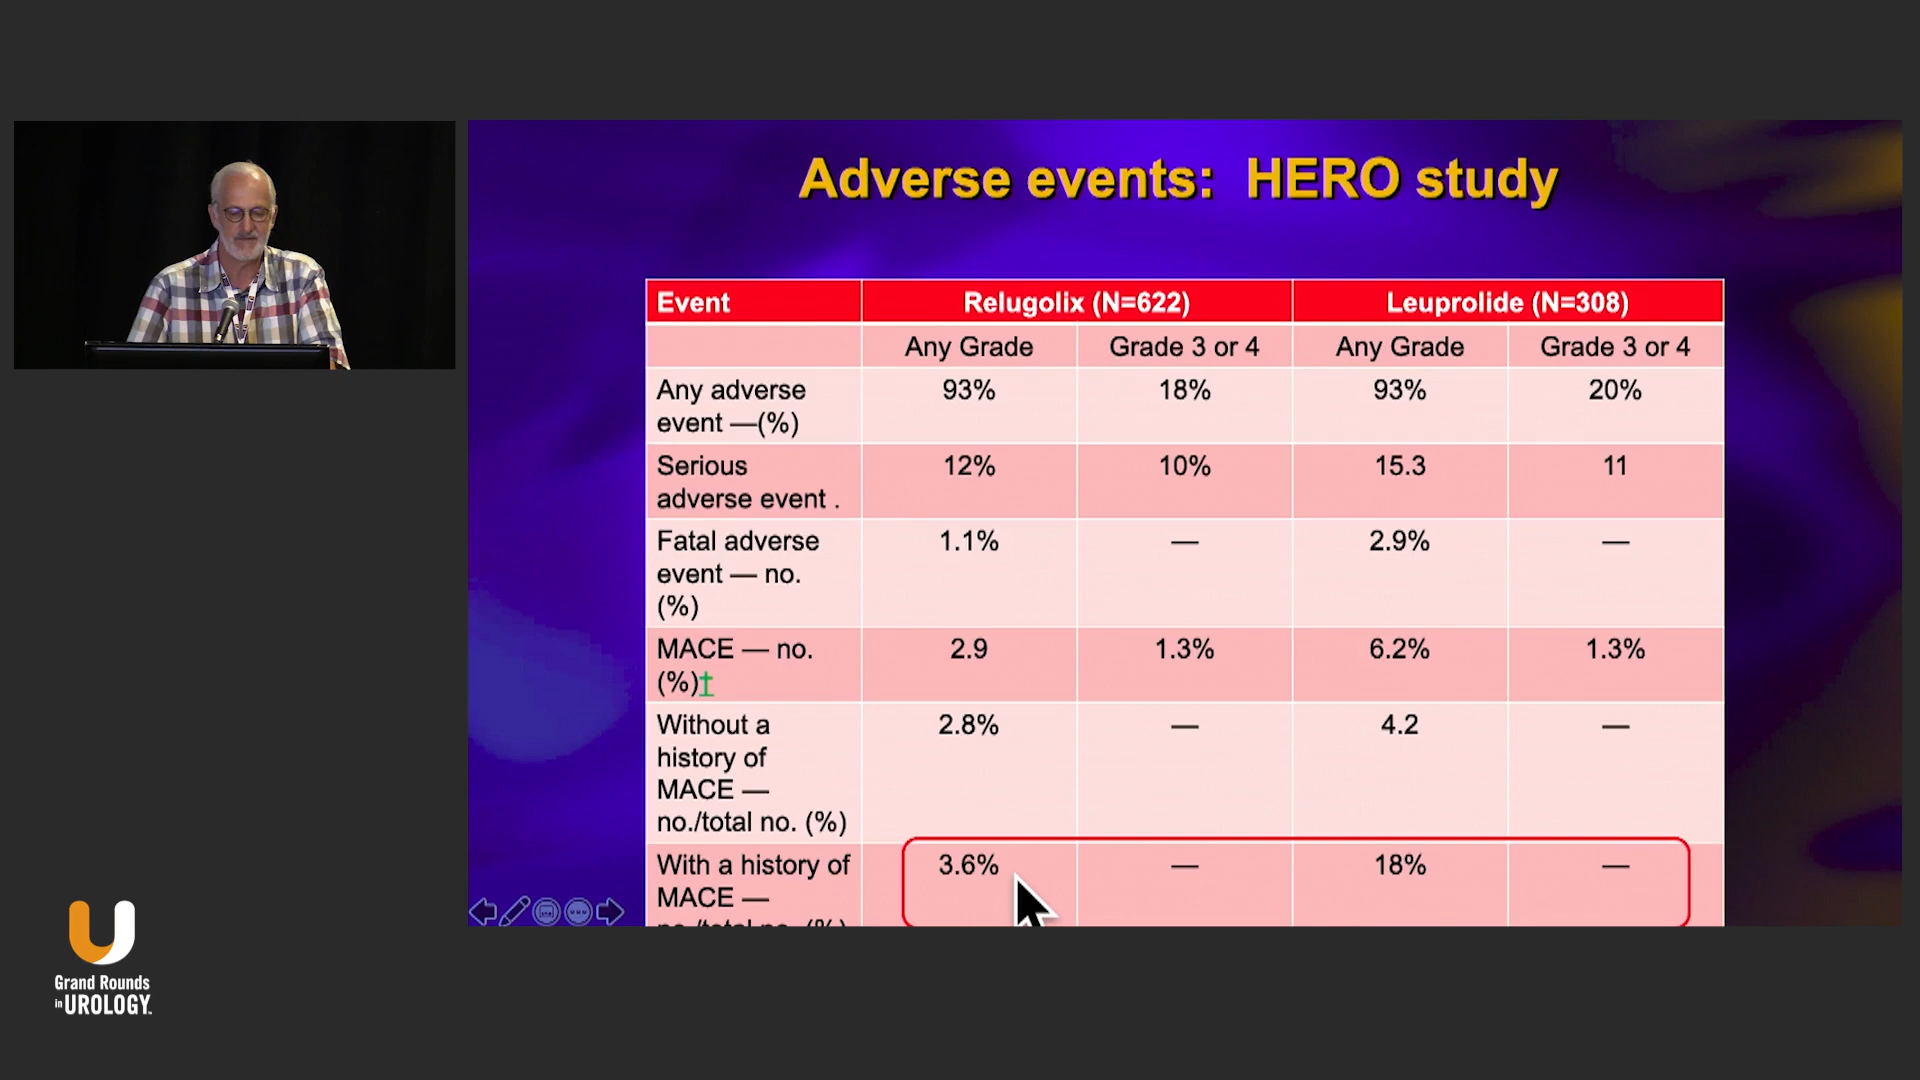 Adverse events: HERO study
Event Relugolix (N=622) Leuprolide (N=308)
Any Grade Grade 3 or 4 Any Grade Grade 3 or 4
Any adverse 93% 18% 93% 20%
event —(%)
Serious 12% 10% 15.3 11
adverse event .
Fatal adverse 1.1% — 2.9% —
event — no.
(%)
MACE — no. 2.9 1.3% 6.2% 1.3%
(%)†
Without a 2.8% — 4.2 —
history of
MACE —
no./total no. (%)
With a history of 3.6% — 18% —
MACE —
no./total no. (%)
Grand Rounds
in UROLOGY